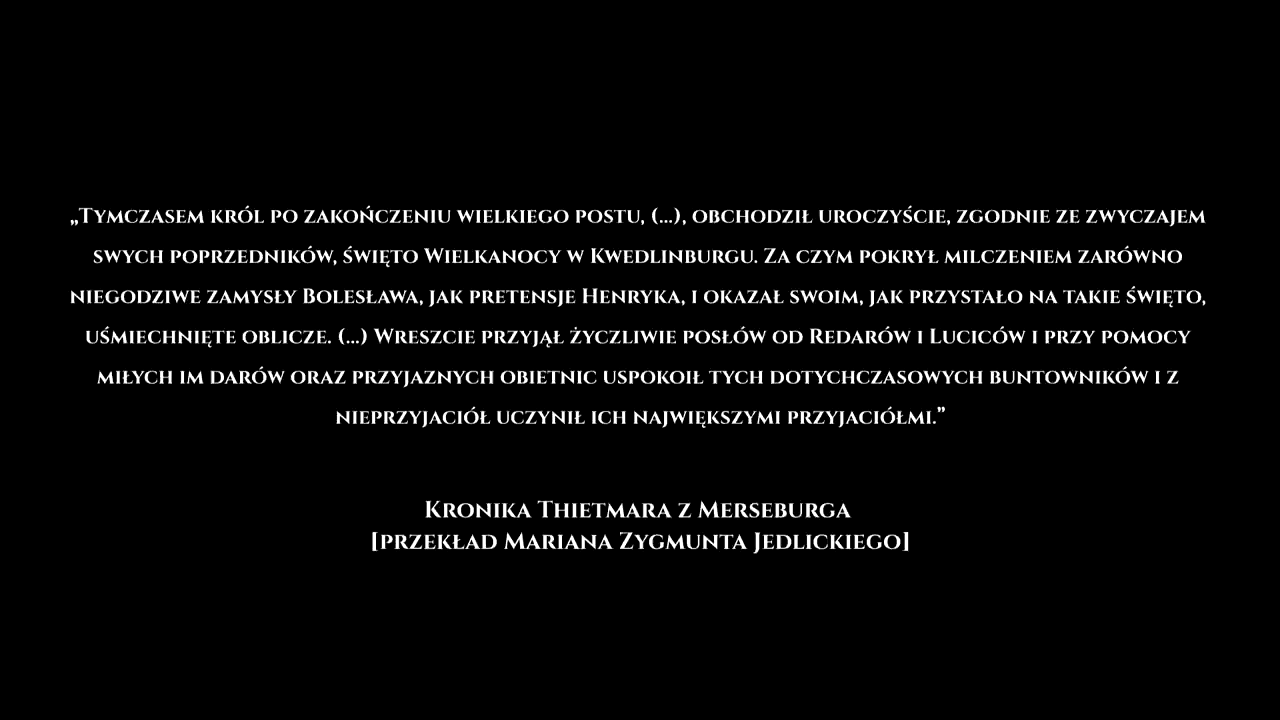 „Tymczasem król po zakończeniu wielkiego postu, (...), obchodził uroczyście, zgodnie ze zwyczajem
swych poprzedników, święto Wielkanocy w Kwedlinburgu. Za czym pokrył milczeniem zarówno
niegodziwe zamysły Bolesława, jak pretensje Henryka, i okazał swoim, jak przystało na takie święto,
uśmiechnięte oblicze. (...) Wreszcie przyjął życzliwie posłów od Redarów i Luciców i przy pomocy
miłych im darów oraz przyjaznych obietnic uspokoił tych dotychczasowych buntowników i z
nieprzyjaciół uczynił ich największymi przyjaciółmi.”
Kronika Thietmara z Merseburga
[przekład Mariana Zygmunta Jedlickiego]